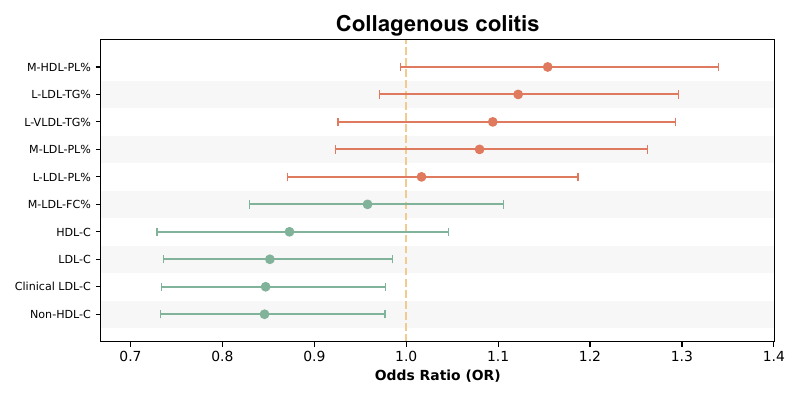 Collagenous colitis
M-HDL-PL%
L-LDL-TG%
L-VLDL-TG%
M-LDL-PL%
L-LDL-PL%
M-LDL-FC%
HDL-C
LDL-C
Clinical LDL-C
Non-HDL-C
0.7 0.8 0.9 1.0 1.1 1.2 1.3 1.4
Odds Ratio (OR)